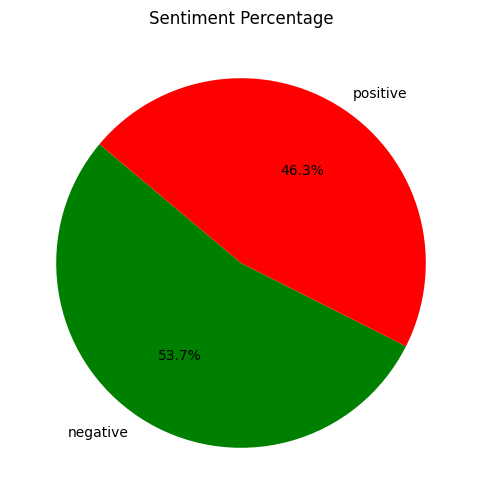 Sentiment Percentage
positive
46.3%
53.7%
negative